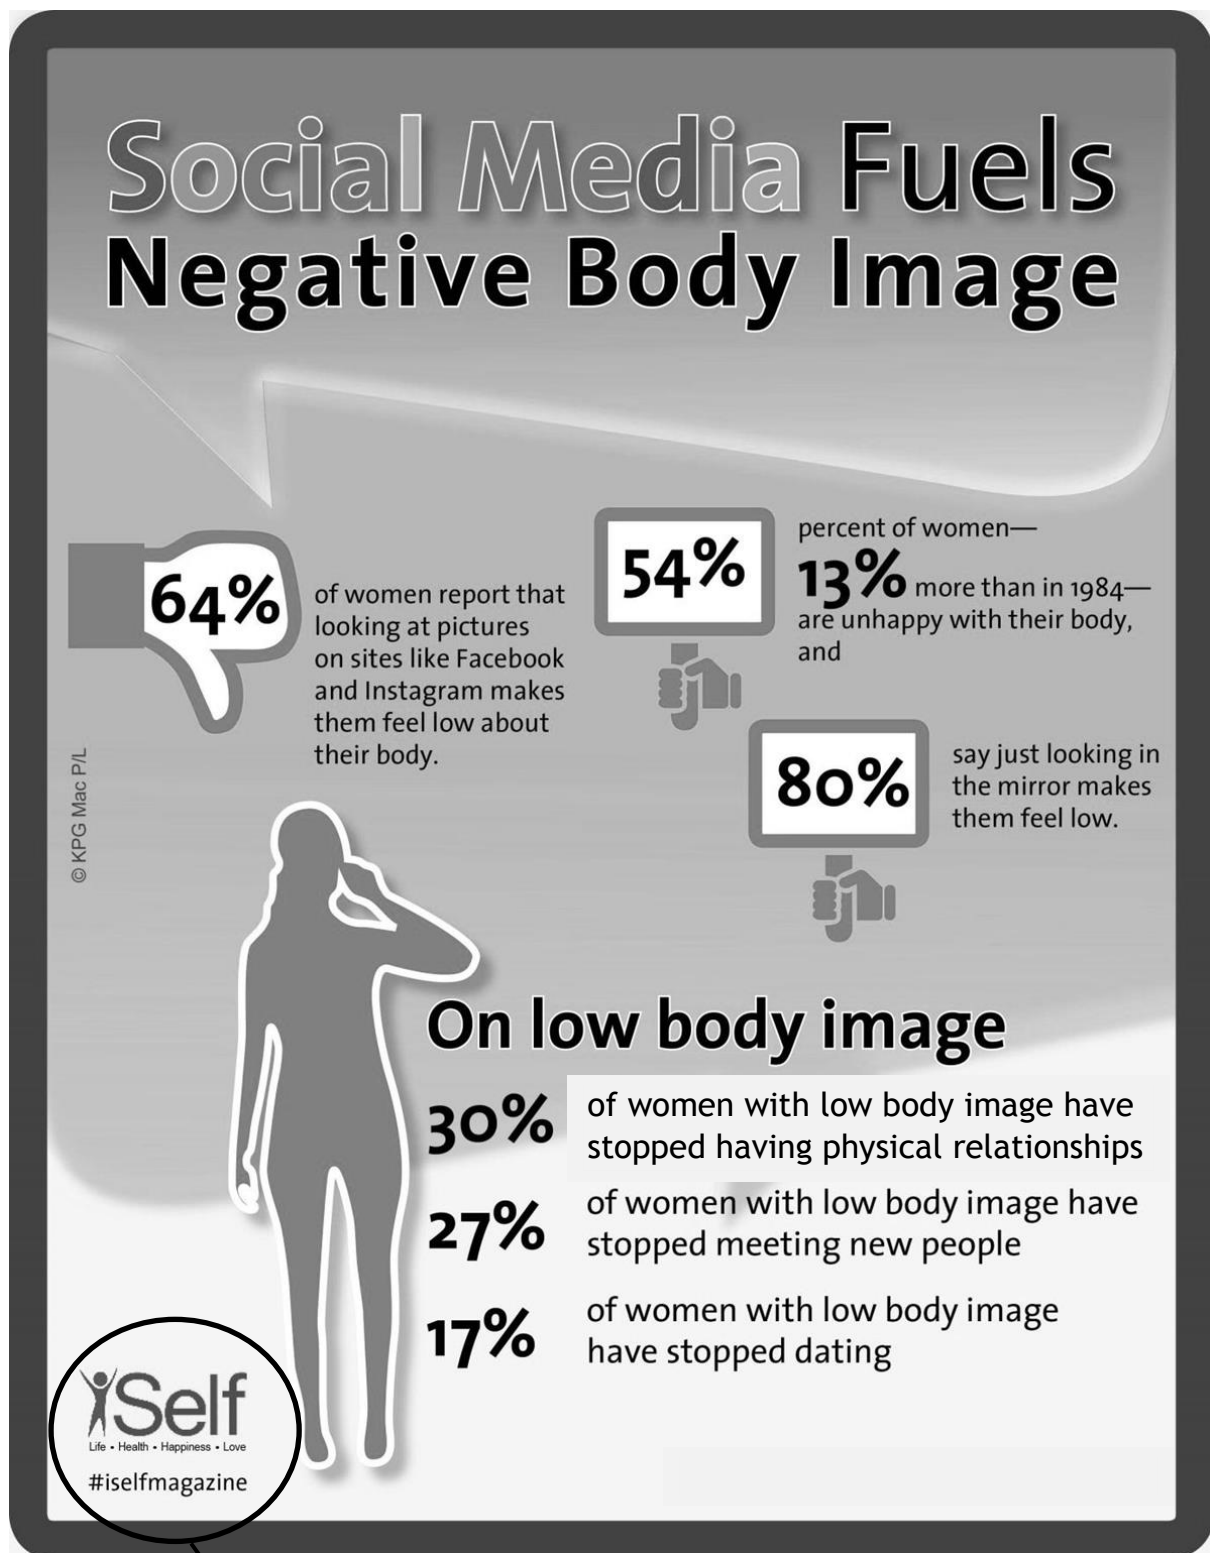 Social Media Fuels
Negative Body Image
64%
of women report that
looking at pictures
on sites like Facebook
and Instagram makes
them feel low about
their body.
54%
percent of women—
13% more than in 1984—
are unhappy with their body,
and
80%
say just looking in
the mirror makes
them feel low.
© KPG Mac P/L
On low body image
30%
of women with low body image have
stopped having physical relationships
27%
of women with low body image have
stopped meeting new people
17%
of women with low body image
have stopped dating
iSelf
Life • Health • Happiness • Love
#iselfmagazine